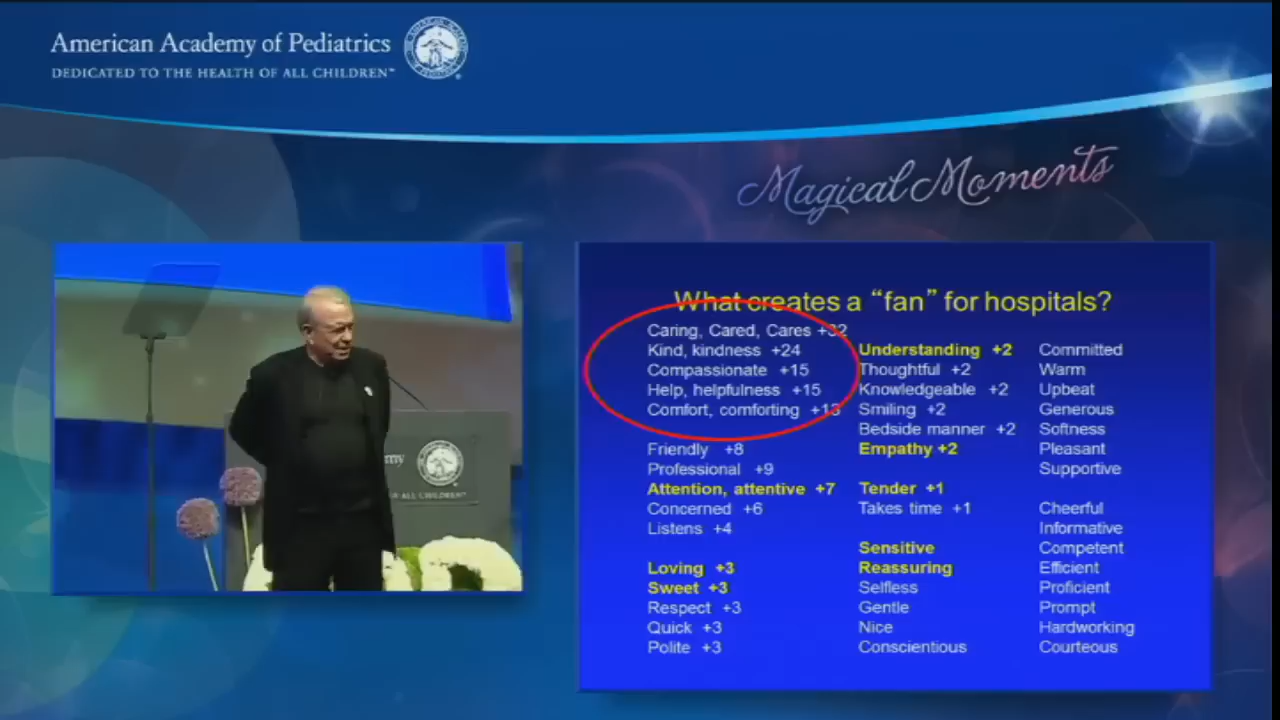 American Academy of Pediatrics
DEDICATED TO THE HEALTH OF ALL CHILDREN™
Magical Moments
What creates a “fan” for hospitals?
Caring, Cared, Cares +32
Kind, kindness +24
Compassionate +15
Help, helpfulness +15
Comfort, comforting +13
Friendly +8
Professional +9
Attention, attentive +7
Concerned +6
Listens +4
Loving +3
Sweet +3
Respect +3
Quick +3
Polite +3
Understanding +2
Thoughtful +2
Knowledgeable +2
Smiling +2
Bedside manner +2
Empathy +2
Tender +1
Takes time +1
Sensitive
Reassuring
Selfless
Gentle
Nice
Conscientious
Committed
Warm
Upbeat
Generous
Softness
Pleasant
Supportive
Cheerful
Informative
Competent
Efficient
Proficient
Prompt
Hardworking
Courteous
OF ALL CHILDREN